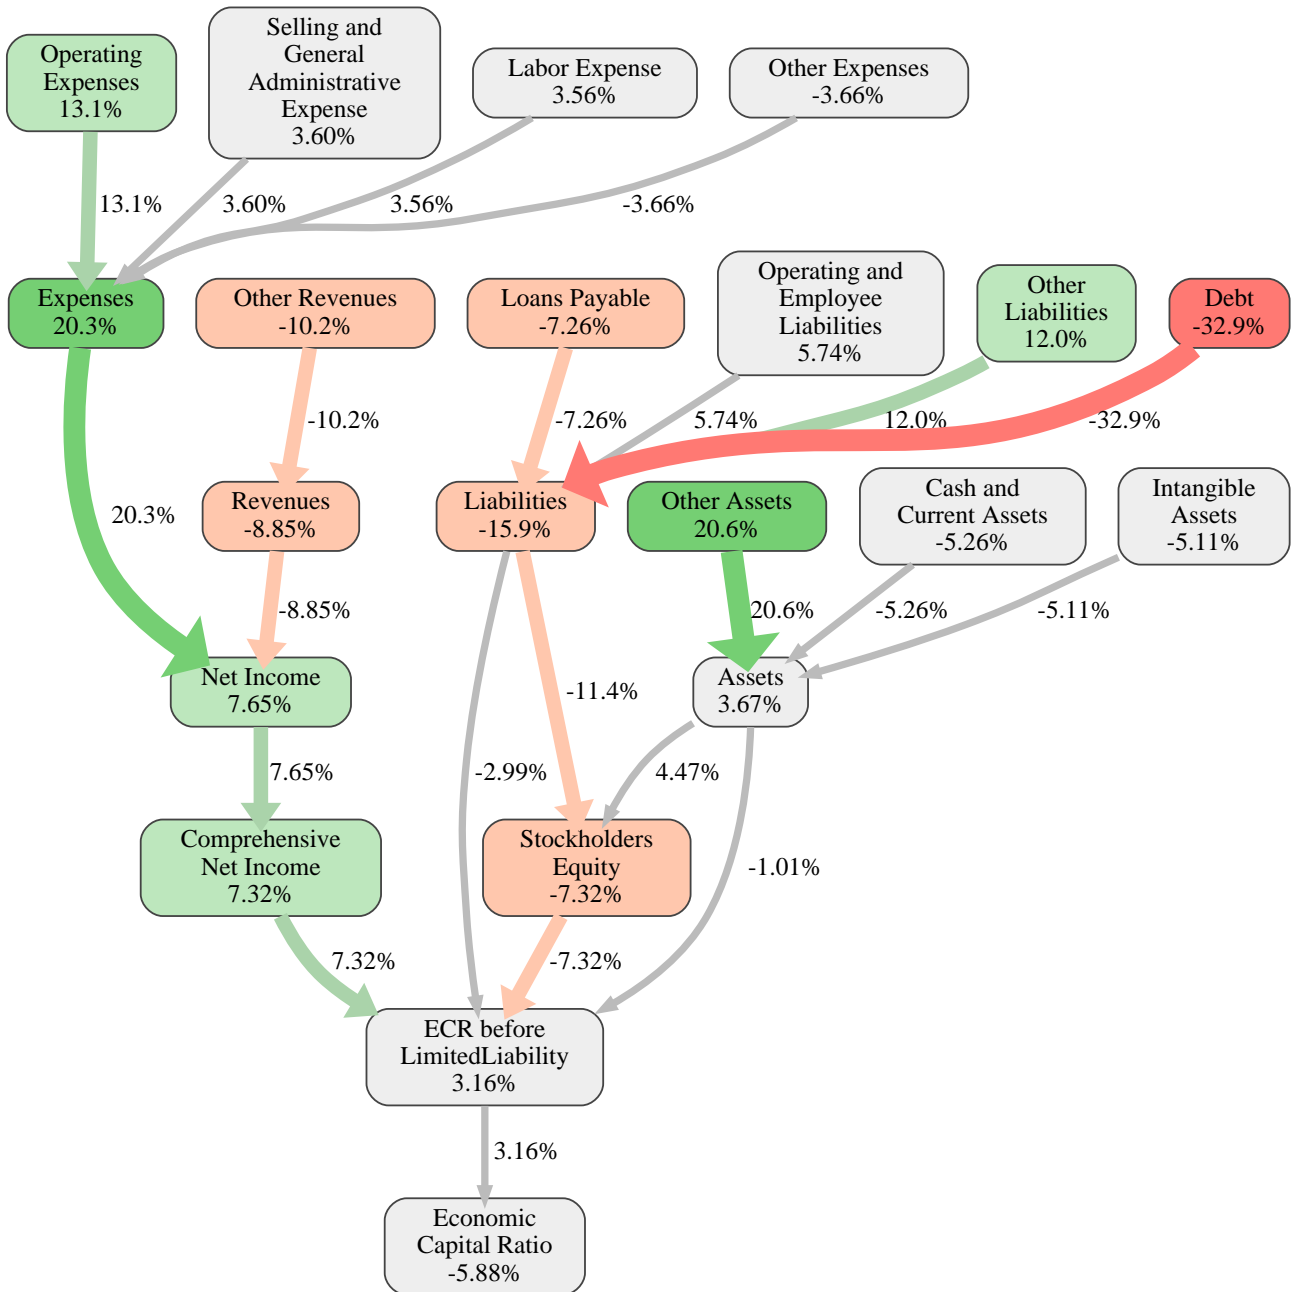 Operating
Expenses
13.1%
Selling and
General
Administrative
Expense
3.60%
Labor Expense
3.56%
Other Expenses
-3.66%
13.1%
3.60%
3.56%
-3.66%
Expenses
20.3%
Other Revenues
-10.2%
Loans Payable
-7.26%
Operating and
Employee
Liabilities
5.74%
Other
Liabilities
12.0%
Debt
-32.9%
-10.2%
-7.26%
5.74%
12.0%
-32.9%
20.3%
Revenues
-8.85%
Liabilities
-15.9%
Other Assets
20.6%
Cash and
Current Assets
-5.26%
Intangible
Assets
-5.11%
-8.85%
20.6%
-5.26%
-5.11%
Net Income
7.65%
-11.4%
Assets
3.67%
7.65%
-2.99%
4.47%
Comprehensive
Net Income
7.32%
Stockholders
Equity
-7.32%
-1.01%
7.32%
-7.32%
ECR before
LimitedLiability
3.16%
3.16%
Economic
Capital Ratio
-5.88%